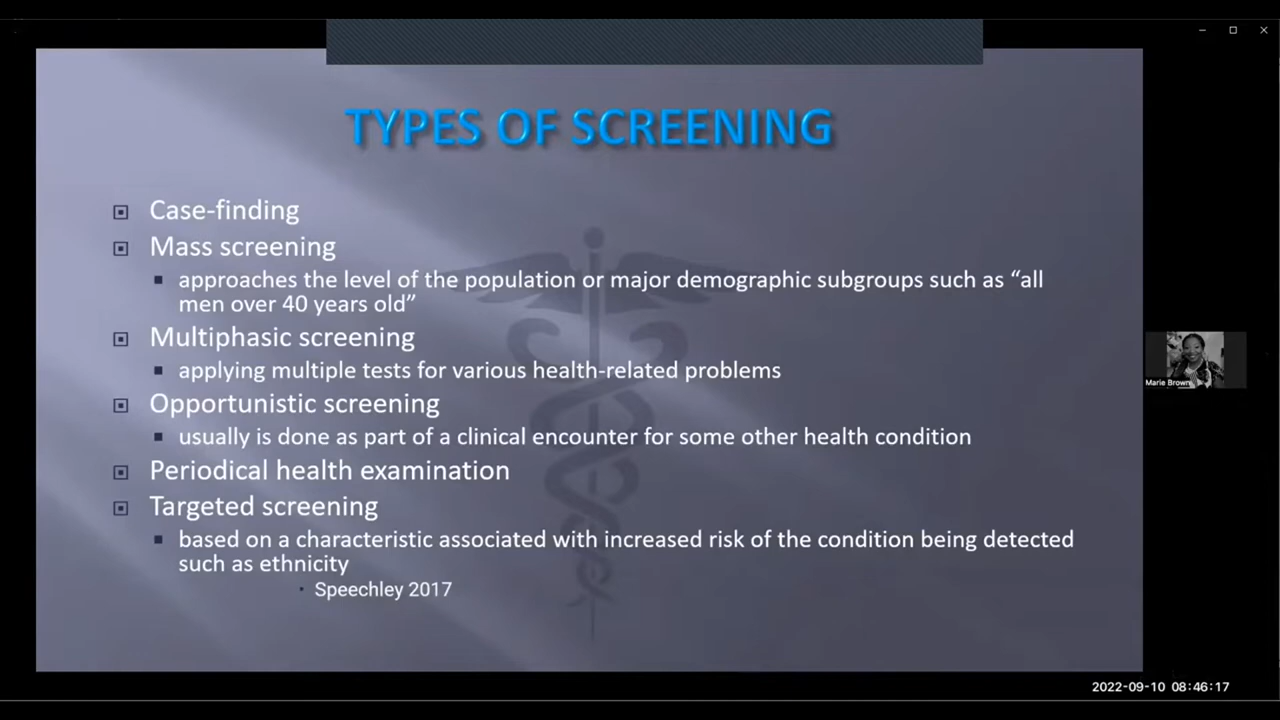 TYPES OF SCREENING
Case-finding
Mass screening
approaches the level of the population or major demographic subgroups such as “all
men over 40 years old”
Multiphasic screening
applying multiple tests for various health-related problems
Opportunistic screening
usually is done as part of a clinical encounter for some other health condition
Periodical health examination
Targeted screening
based on a characteristic associated with increased risk of the condition being detected
such as ethnicity
Speechley 2017
Marie Brown
2022-09-10 08:46:17